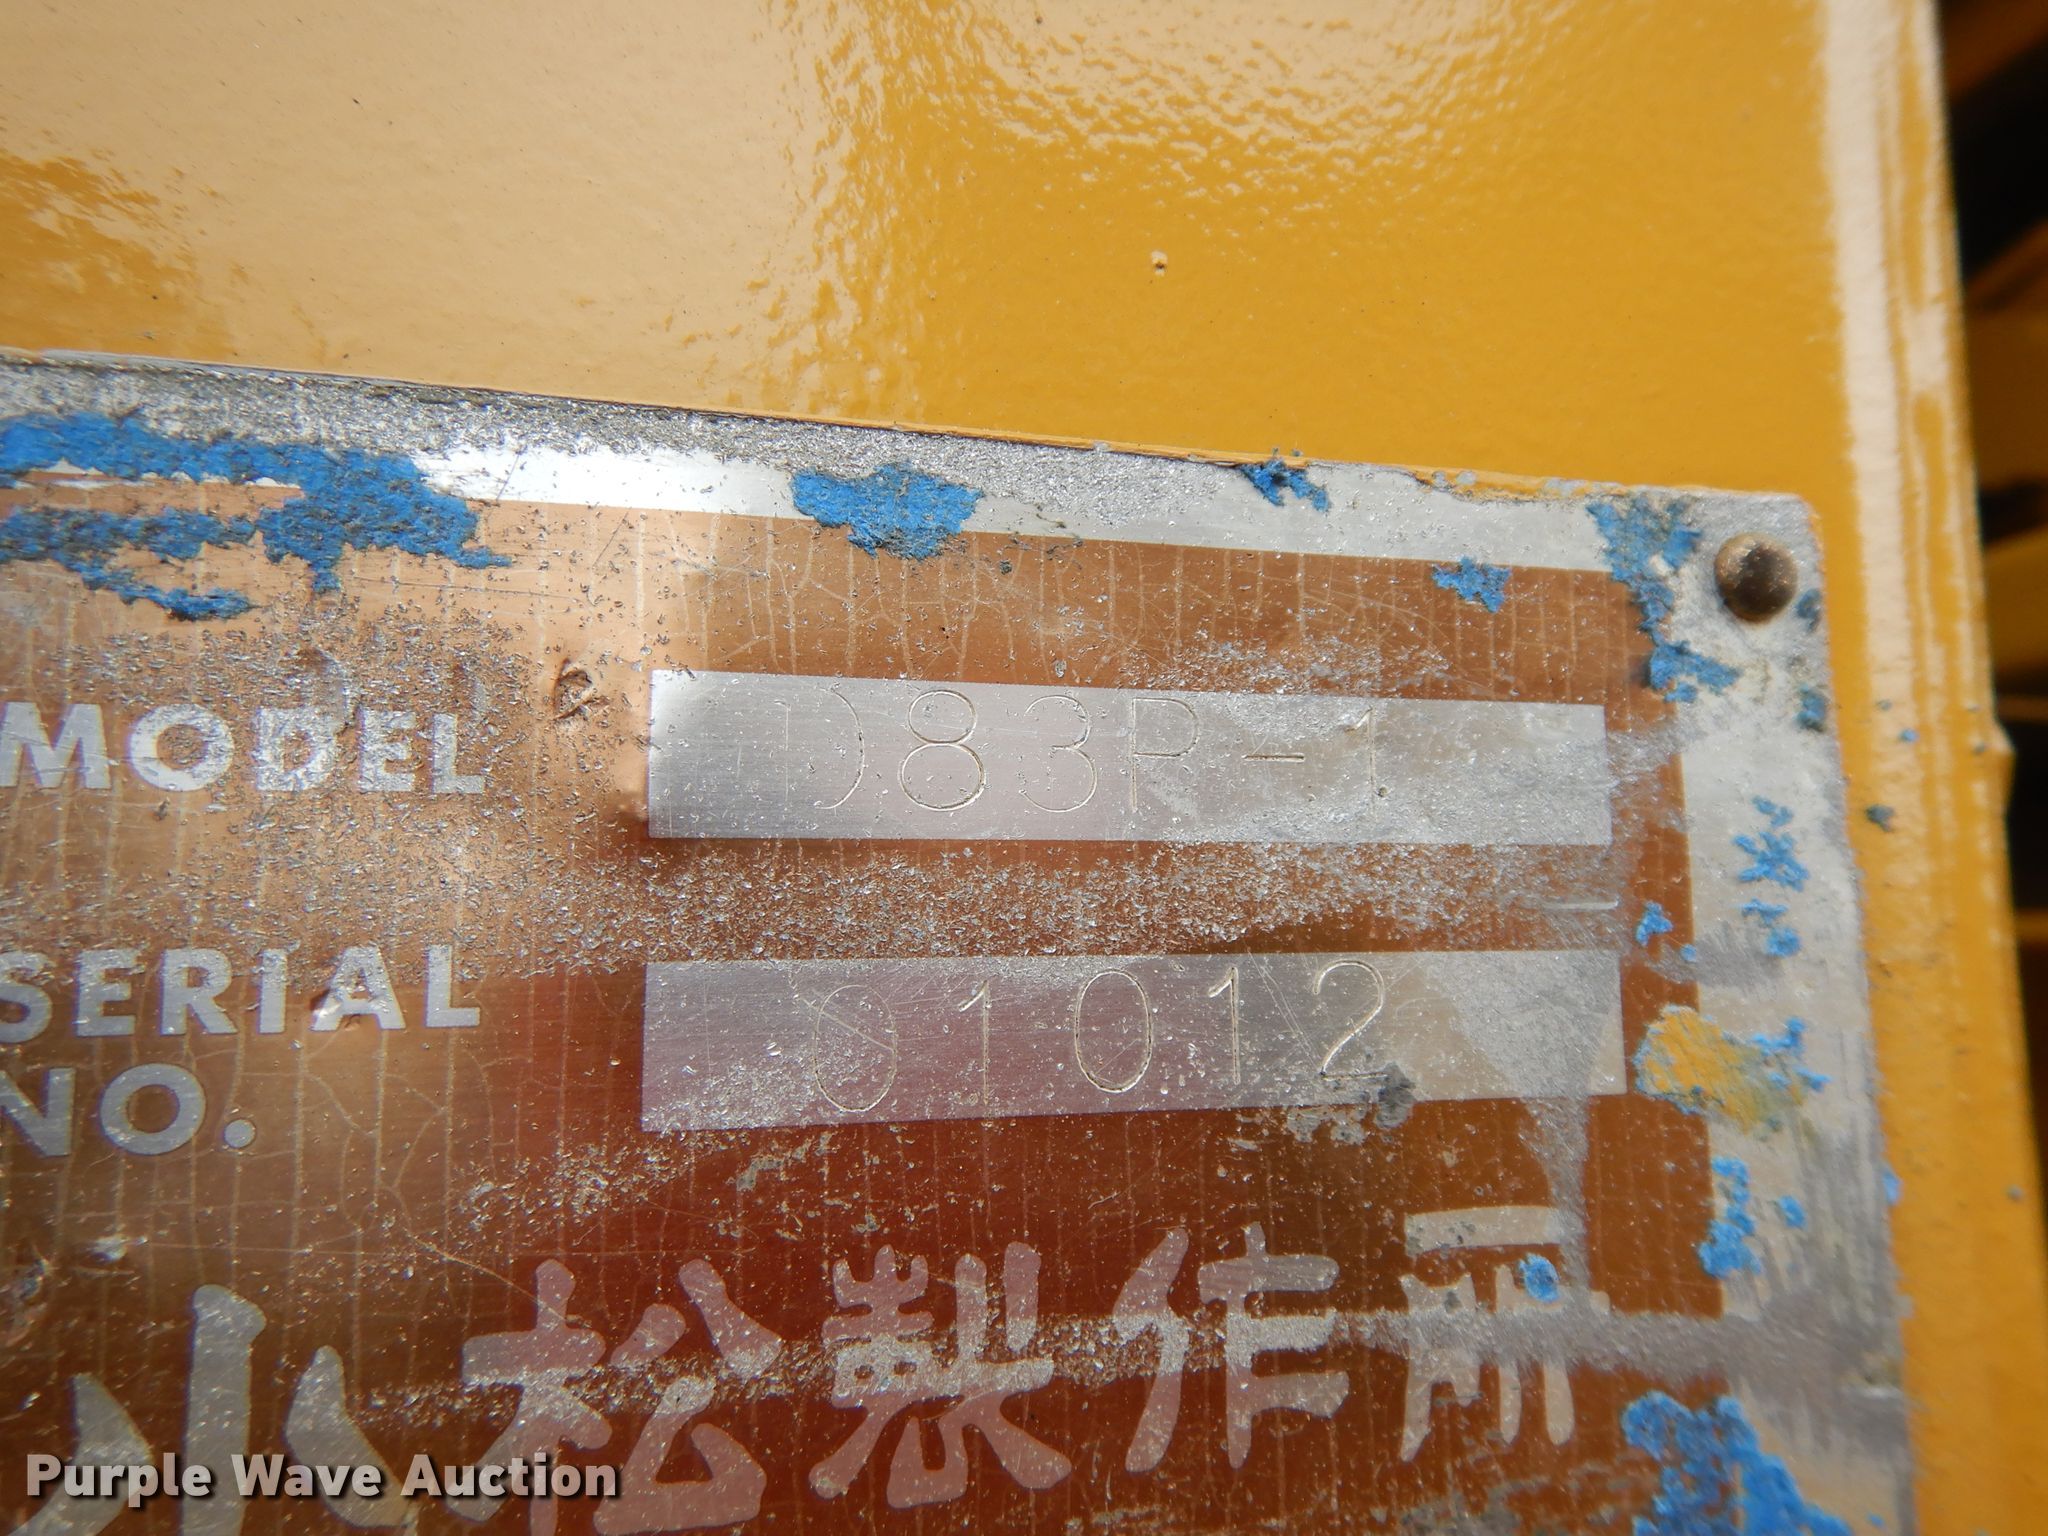 MODEL D83P-1
SERIAL NO. 01012
小松製作所
Purple Wave Auction